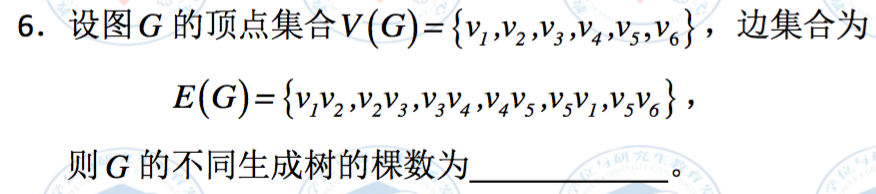 6. 设图G的顶点集合V(G)={v₁,v₂,v₃,v₄,v₅,v₆}，边集合为
E(G)={v₁v₂,v₂v₃,v₃v₄,v₄v₅,v₅v₁,v₅v₆}，
则G的不同生成树的棵数为________。